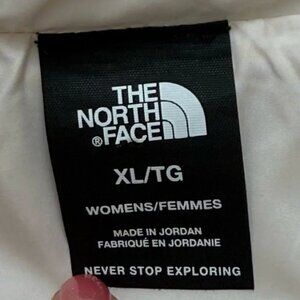 THE
NORTH
®FACE
XL/TG
WOMENS/FEMMES
MADE IN JORDAN
FABRIQUÉ EN JORDANIE
NEVER STOP EXPLORING